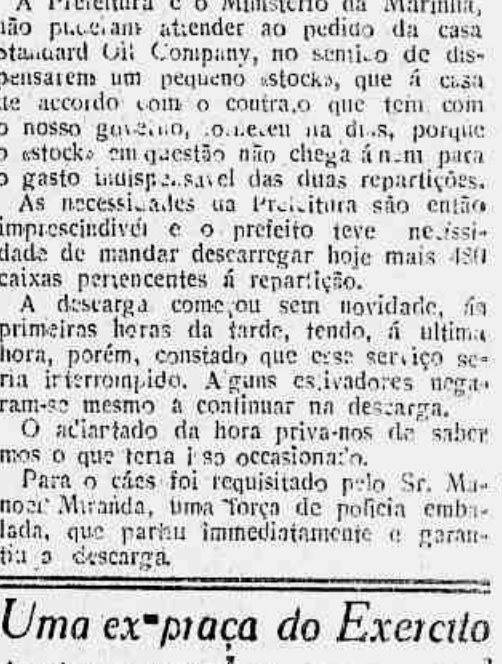 A Prefeitura e o Ministerio da Marinha,
não puderam attender ao pedido da casa
Standard Oil Company, no sentido de dis-
pensarem um pequeno «stock», que á casa
de accordo com o contrato que tem com
o nosso governo, forneceu ha dias, porque
o «stock» em questão não chega á nem para
o gasto indispensavel das duas repartições.
As necessidades da Prefeitura são então
imprescindivel e o prefeito teve necessi-
dade de mandar descarregar hoje mais 480
caixas pertencentes á repartição.
A descarga começou sem novidade, ás
primeiras horas da tarde, tendo, á ultima
hora, porém, constado que esse serviço se-
ria interrompido. Alguns estivadores nega-
ram-se mesmo a continuar na descarga.
O adiartado da hora priva-nos de saber
mos o que teria isso occasionado.
Para o cáes foi requisitado pelo Sr. Ma-
noel Miranda, uma força de policia emba-
lada, que partiu immediatamente e garan-
tiu a descarga.
Uma ex-praça do Exercito